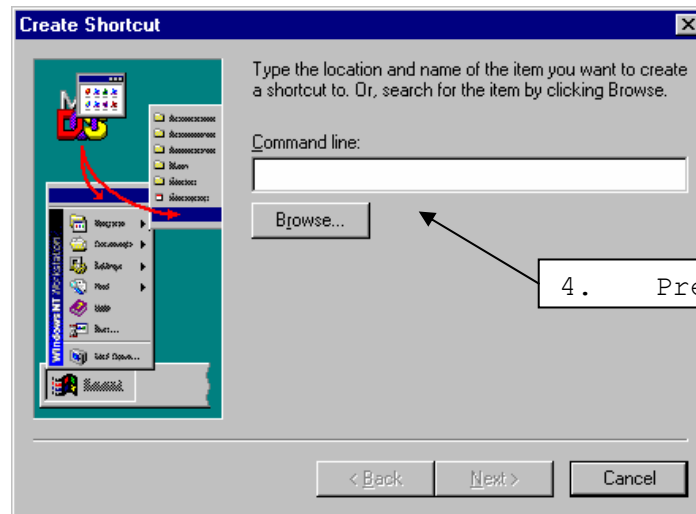 Create Shortcut
Type the location and name of the item you want to create
a shortcut to. Or, search for the item by clicking Browse.
Command line:
Browse...
4. Pre
Windows NT Workstation
< Back
Next >
Cancel